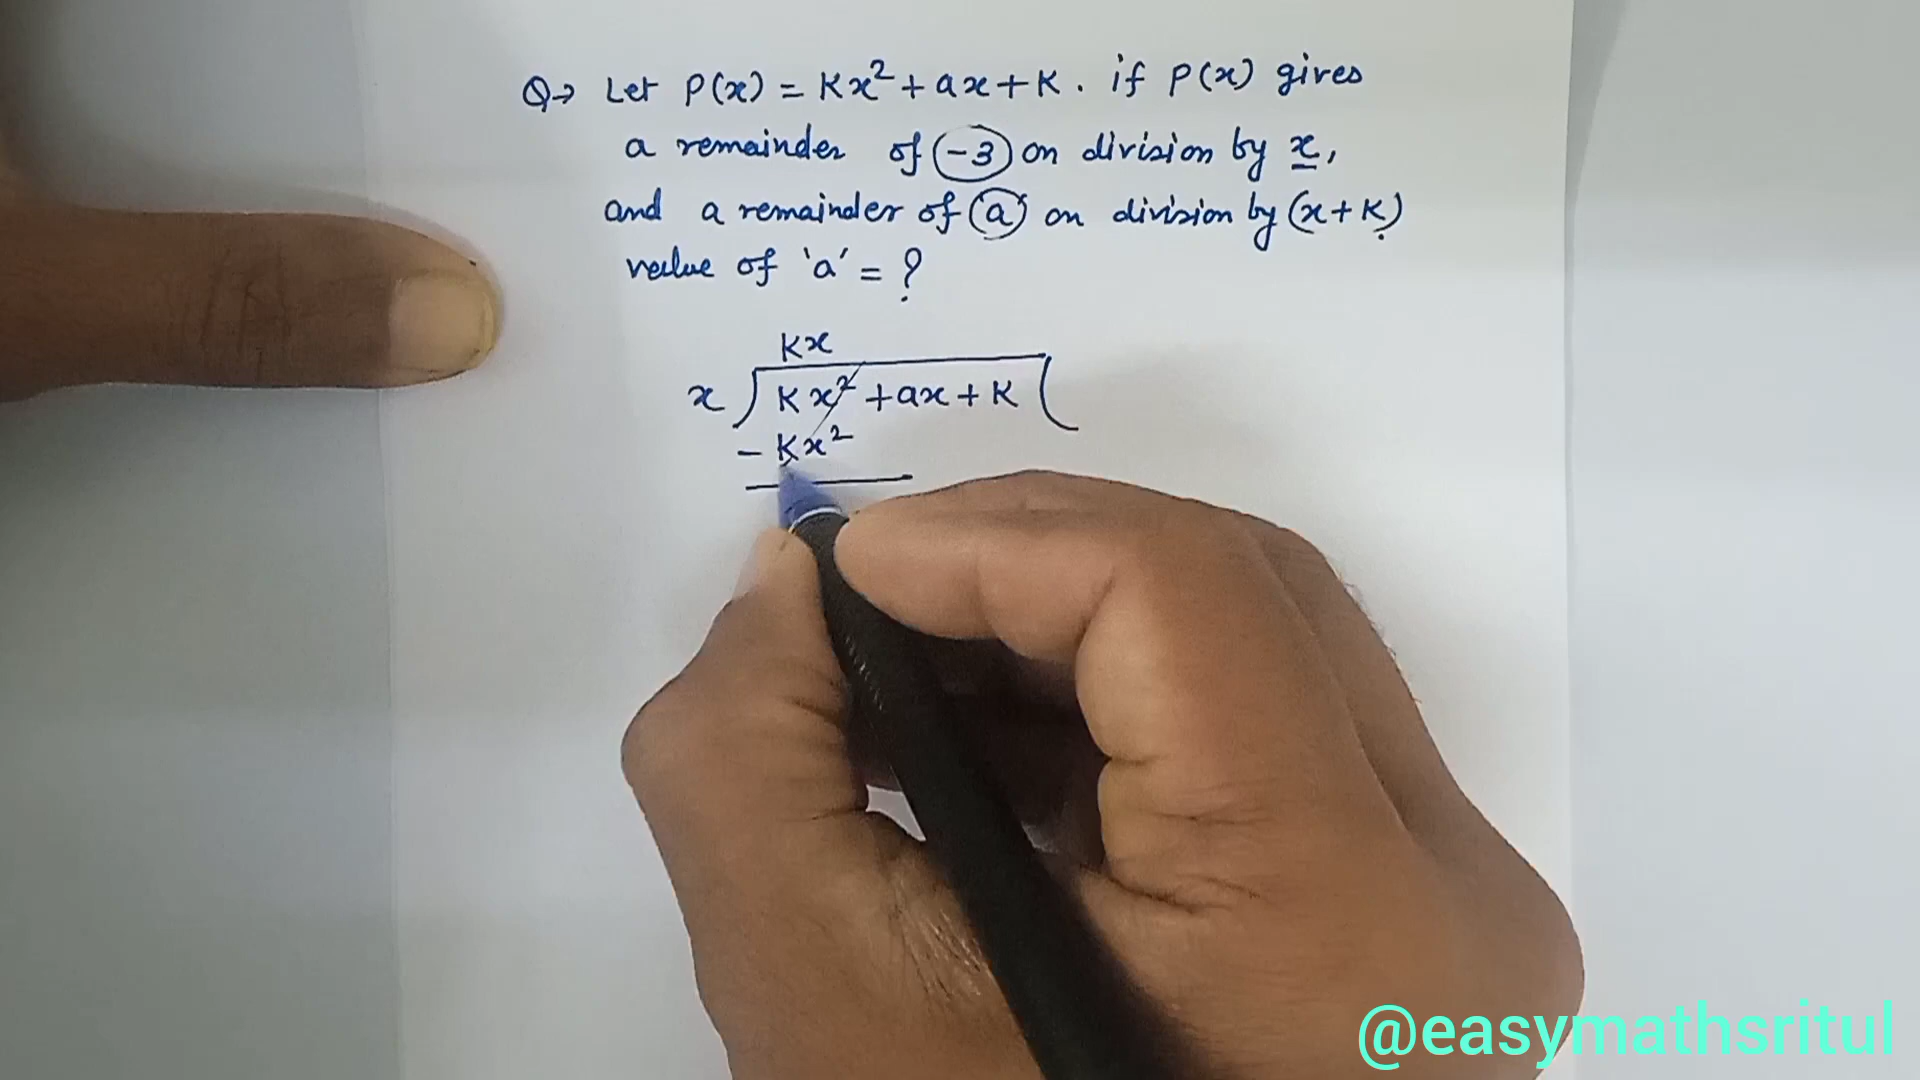 Q→ Let P(x) = Kx² + ax + K. if P(x) gives
a remainder of -3 on division by x,
and a remainder of a on division by (x+K)
value of 'a' = ?
Kx
x ) Kx² + ax + K (
- Kx²
@easymathsritul